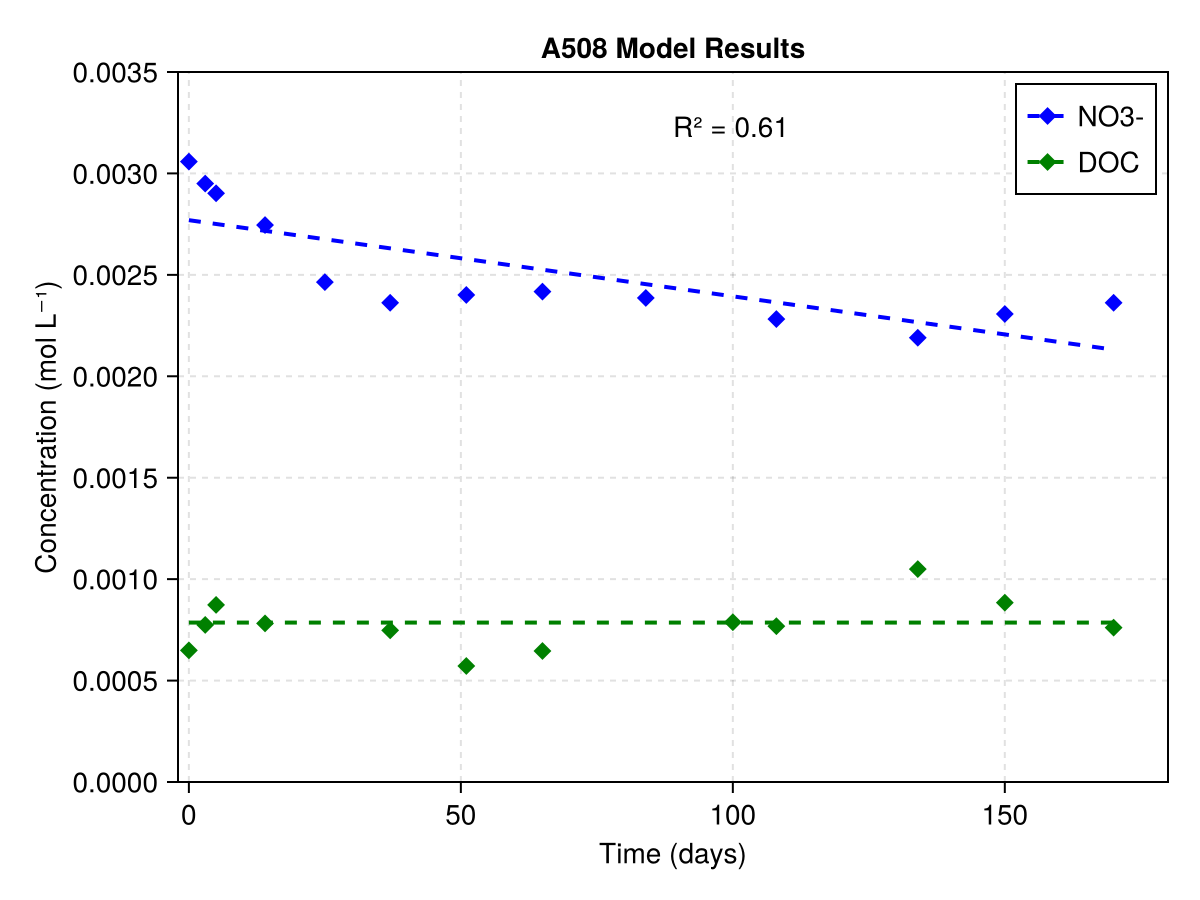 A508 Model Results
R² = 0.61
NO3-
DOC
Concentration (mol L⁻¹)
0.0035
0.0030
0.0025
0.0020
0.0015
0.0010
0.0005
0.0000
0 50 100 150
Time (days)